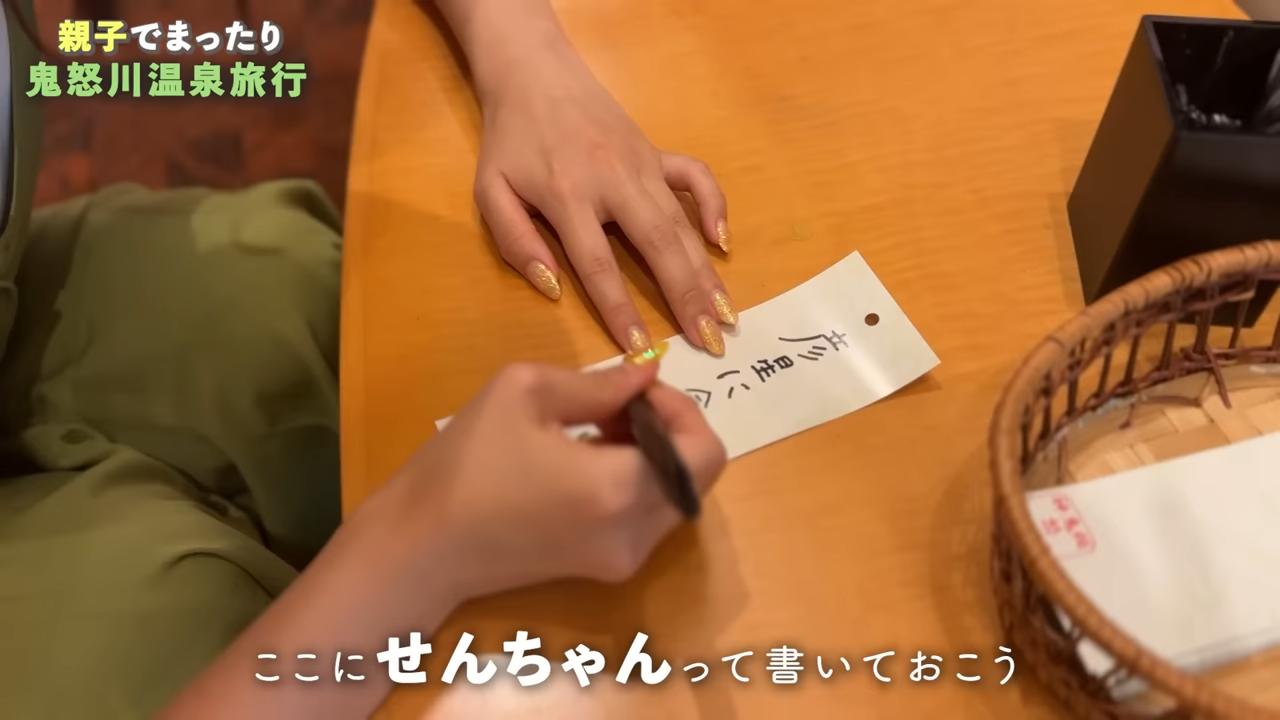 親子でまったり
鬼怒川温泉旅行
ここにせんちゃんって書いておこう